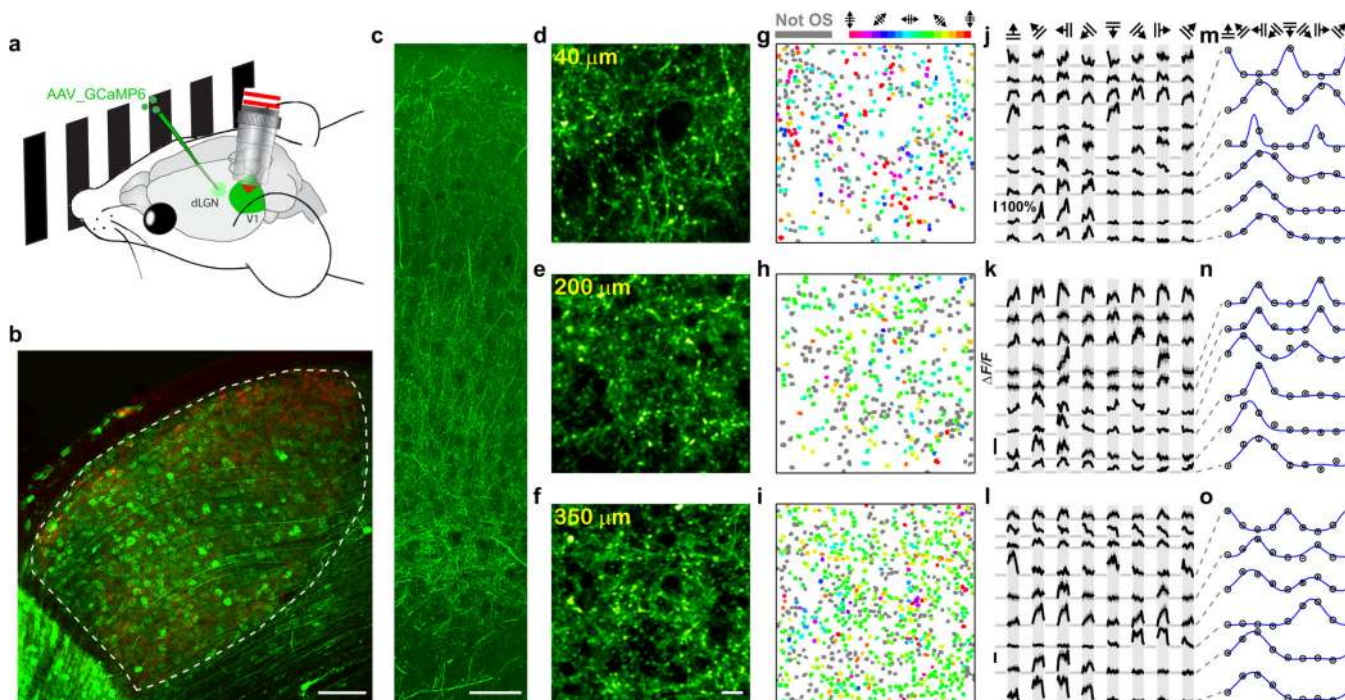 a
AAV_GCaMP6
dLGN
V1
b
c
d
40 μm
e
200 μm
f
350 μm
g
Not OS
h
i
j
100%
k
ΔF/F
l
m
n
o